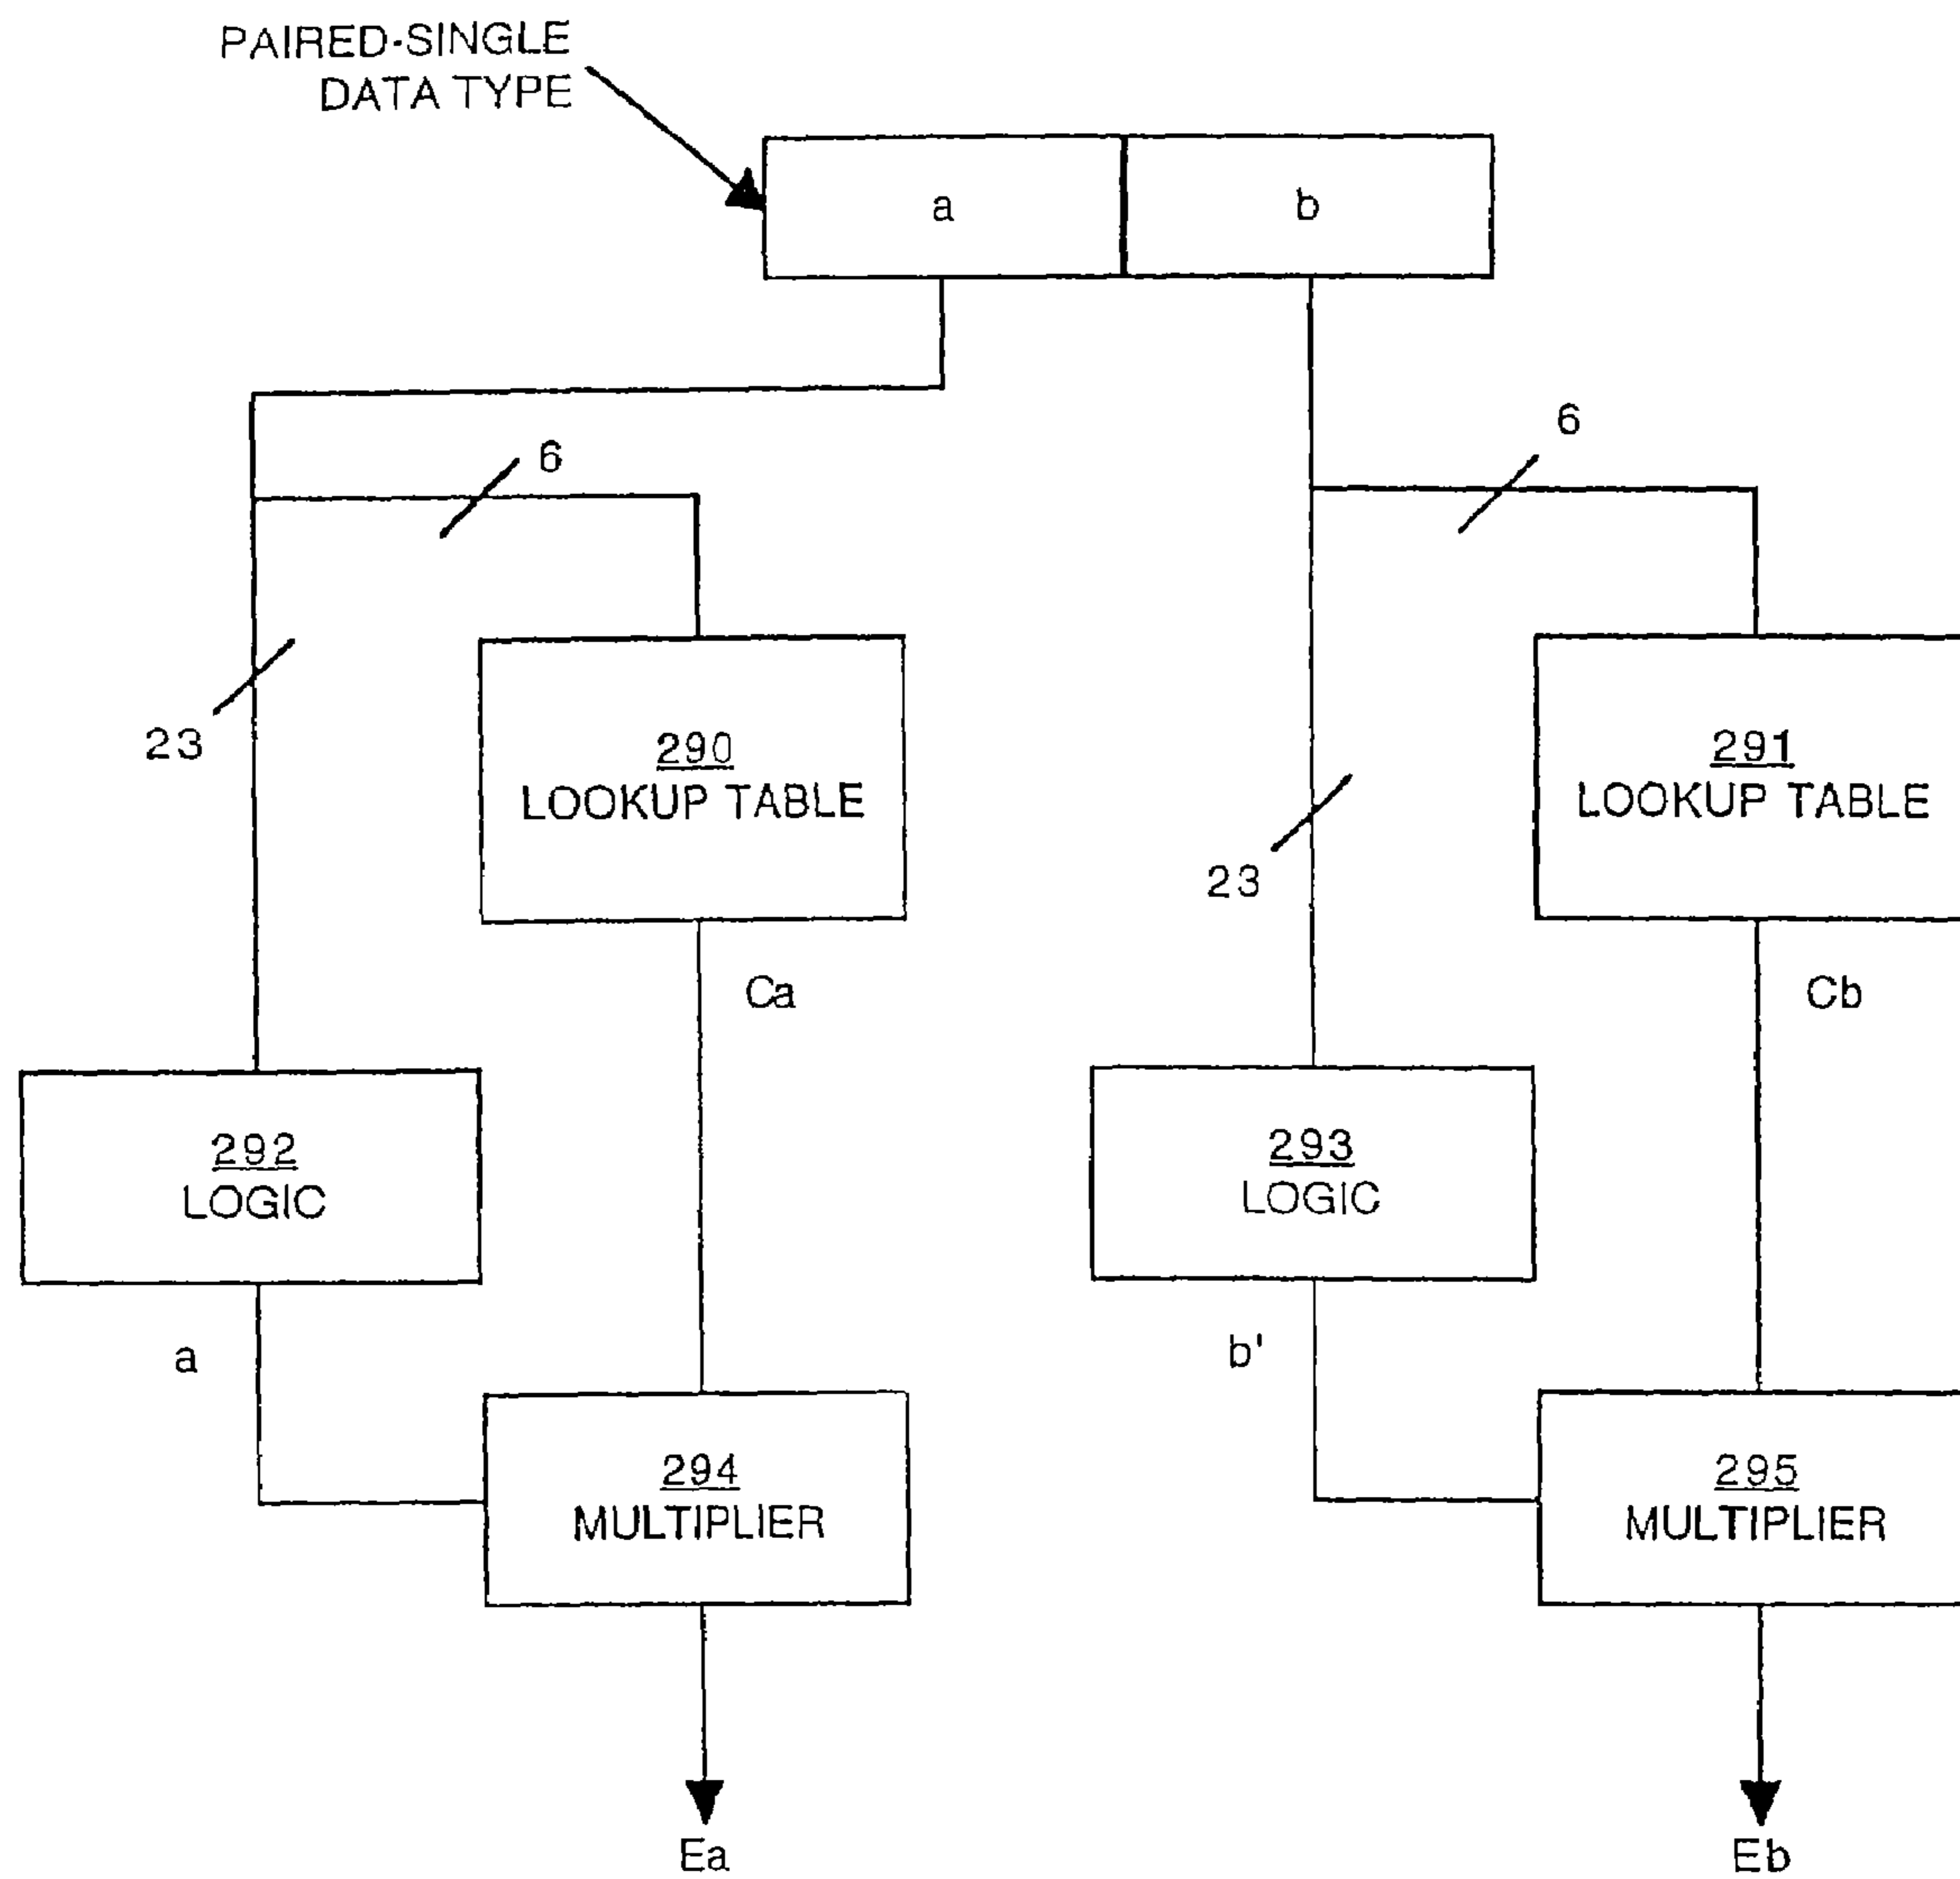 PAIRED-SINGLE
DATA TYPE
a
b
6
6
23
290
LOOKUP TABLE
291
LOOKUP TABLE
23
Ca
Cb
292
LOGIC
293
LOGIC
a
b'
294
MULTIPLIER
295
MULTIPLIER
Ea
Eb